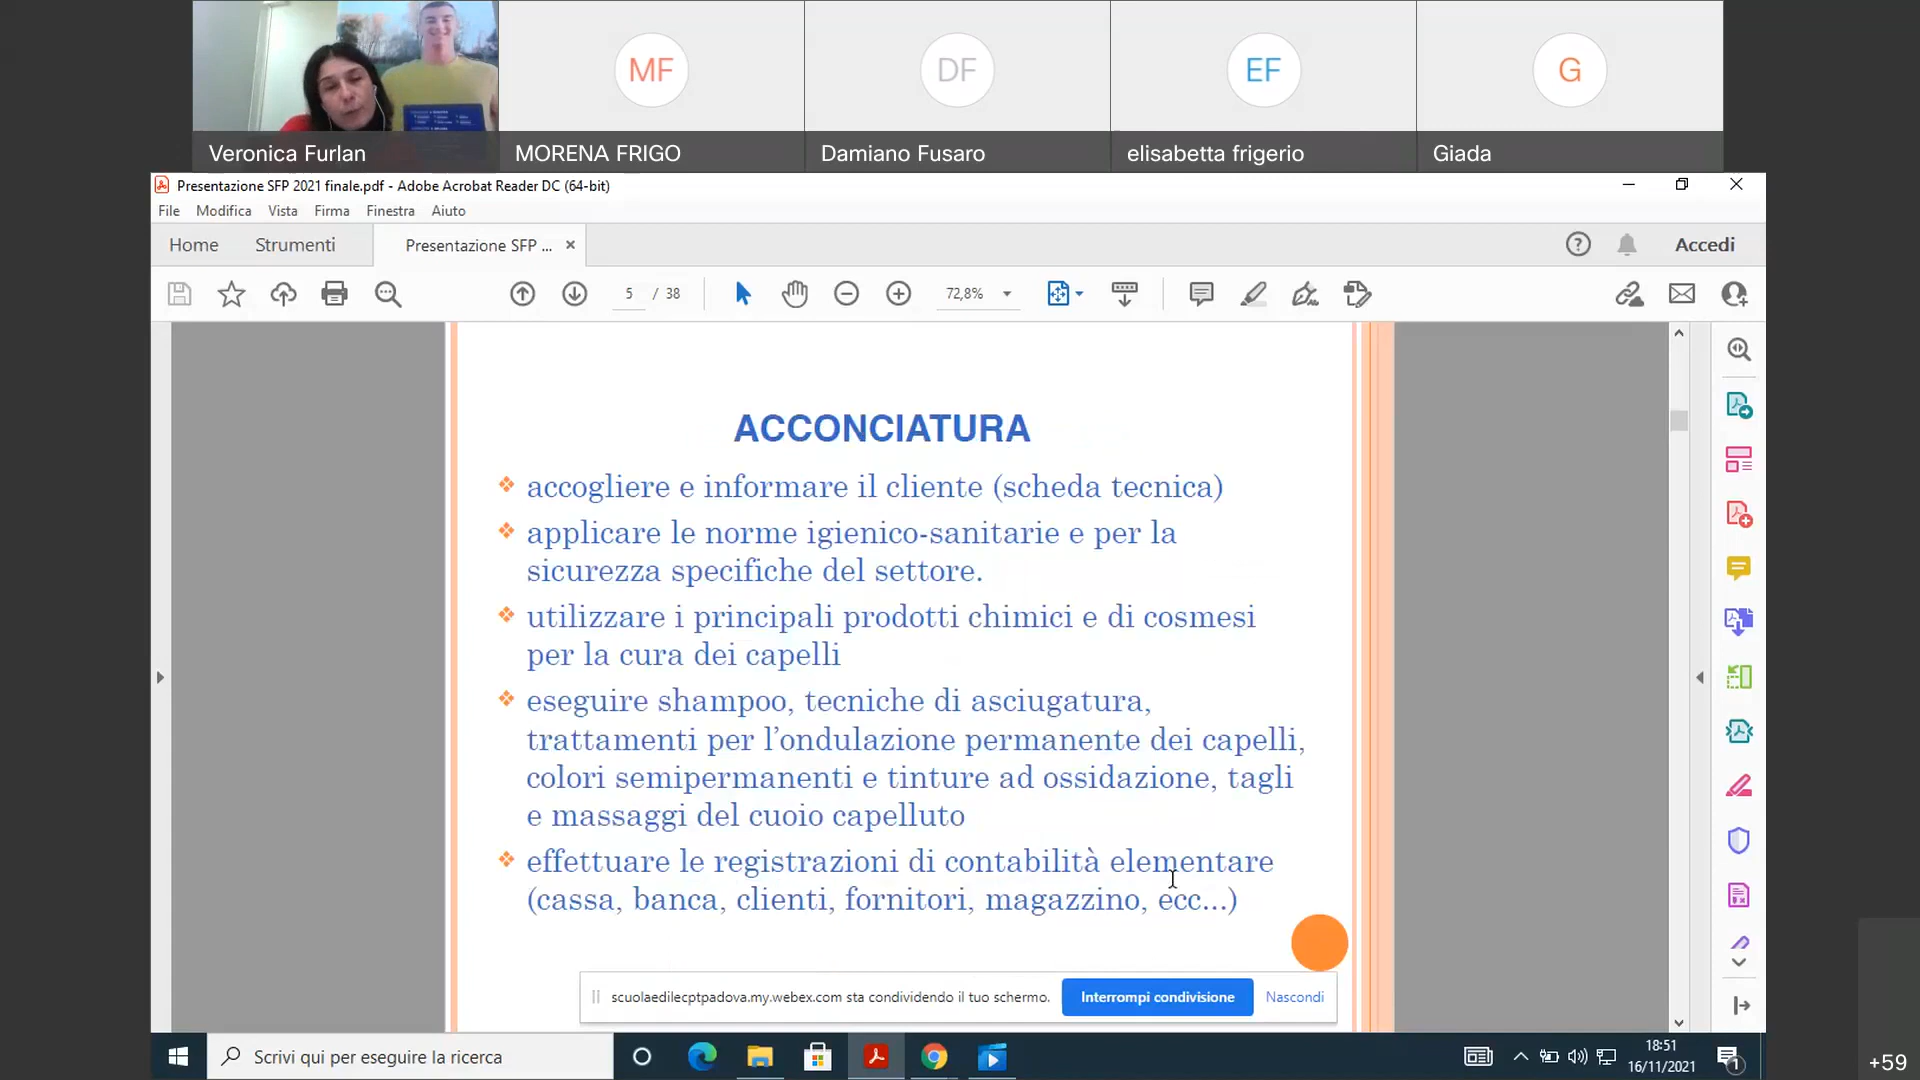 MF
DF
EF
G
Veronica Furlan
MORENA FRIGO
Damiano Fusaro
elisabetta frigerio
Giada
Presentazione SFP 2021 finale.pdf - Adobe Acrobat Reader DC (64-bit)
File Modifica Vista Firma Finestra Aiuto
Home Strumenti Presentazione SFP ... Accedi
5 / 38 72,8%
ACCONCIATURA
accogliere e informare il cliente (scheda tecnica)
applicare le norme igienico-sanitarie e per la
sicurezza specifiche del settore.
utilizzare i principali prodotti chimici e di cosmesi
per la cura dei capelli
eseguire shampoo, tecniche di asciugatura,
trattamenti per l’ondulazione permanente dei capelli,
colori semipermanenti e tinture ad ossidazione, tagli
e massaggi del cuoio capelluto
effettuare le registrazioni di contabilità elementare
(cassa, banca, clienti, fornitori, magazzino, ecc...)
scuolaedilecptpadova.my.webex.com sta condividendo il tuo schermo. Interrompi condivisione Nascondi
Scrivi qui per eseguire la ricerca
18:51
16/11/2021
1
+59